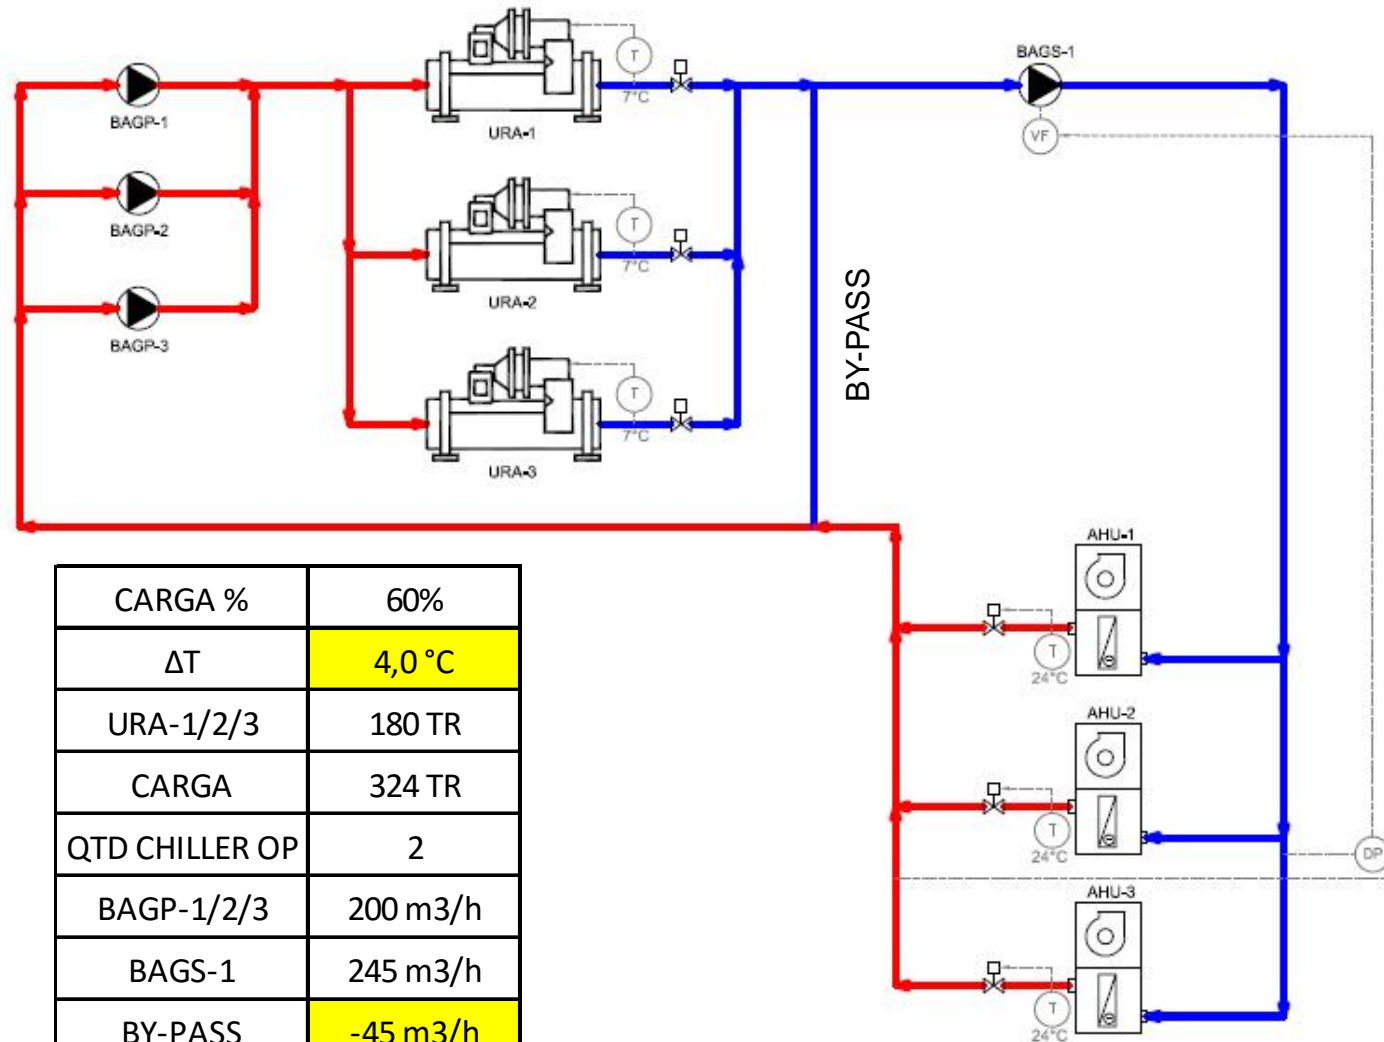 BAGP-1
BAGP-2
BAGP-3
T
7°C
URA-1
T
7°C
URA-2
T
7°C
URA-3
BY-PASS
BAGS-1
VF
AHU-1
T
24°C
AHU-2
T
24°C
DP
AHU-3
T
24°C
CARGA % 60%
ΔT 4,0 °C
URA-1/2/3 180 TR
CARGA 324 TR
QTD CHILLER OP 2
BAGP-1/2/3 200 m3/h
BAGS-1 245 m3/h
BY-PASS -45 m3/h